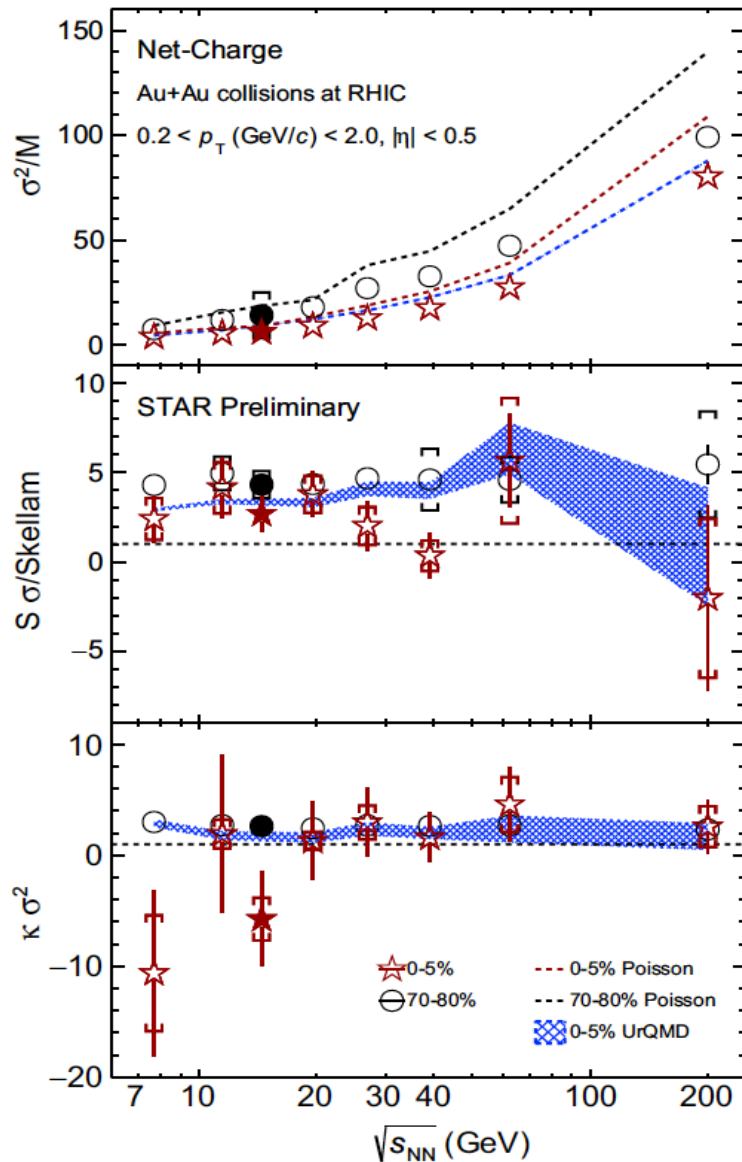 150
Net-Charge
Au+Au collisions at RHIC
0.2 < p_T (GeV/c) < 2.0, |η| < 0.5
100
50
0
σ²/M
10
STAR Preliminary
5
0
−5
S σ/Skellam
10
0
−10
−20
κ σ²
0-5%
0-5% Poisson
70-80%
70-80% Poisson
0-5% UrQMD
7 10 20 30 40 100 200
√s_NN (GeV)